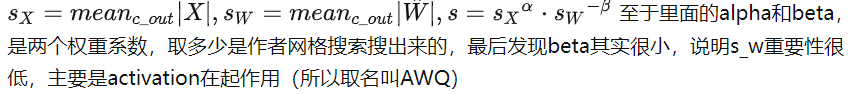 s_X = mean_{c\_out}|X|, s_W = mean_{c\_out}|Ŵ|, s = s_X^α · s_W^{-β} 至于里面的alpha和beta，
是两个权重系数，取多少是作者网格搜索搜出来的，最后发现beta其实很小，说明s_w重要性很
低，主要是activation在起作用（所以取名叫AWQ）